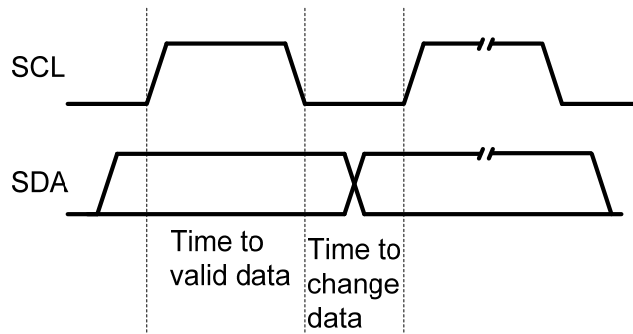 SCL
SDA
Time to
valid data
Time to
change
data